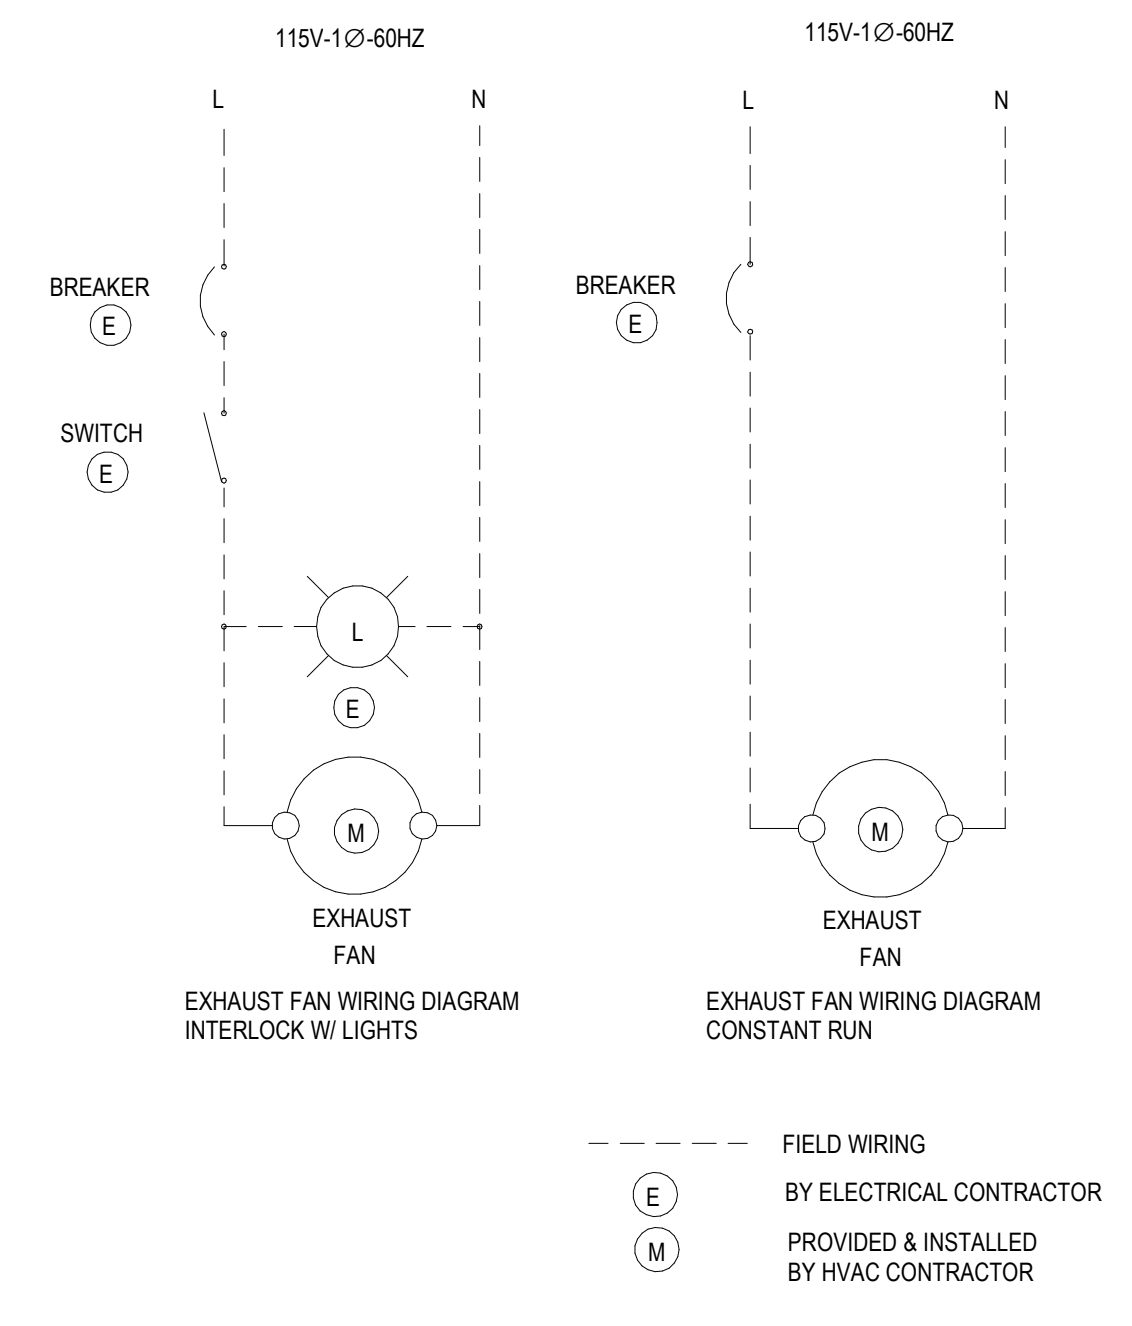 115V-1∅-60HZ
L
N
BREAKER
E
SWITCH
E
L
E
M
EXHAUST
FAN
EXHAUST FAN WIRING DIAGRAM
INTERLOCK W/ LIGHTS
115V-1∅-60HZ
L
N
BREAKER
E
M
EXHAUST
FAN
EXHAUST FAN WIRING DIAGRAM
CONSTANT RUN
FIELD WIRING
E
BY ELECTRICAL CONTRACTOR
M
PROVIDED & INSTALLED
BY HVAC CONTRACTOR